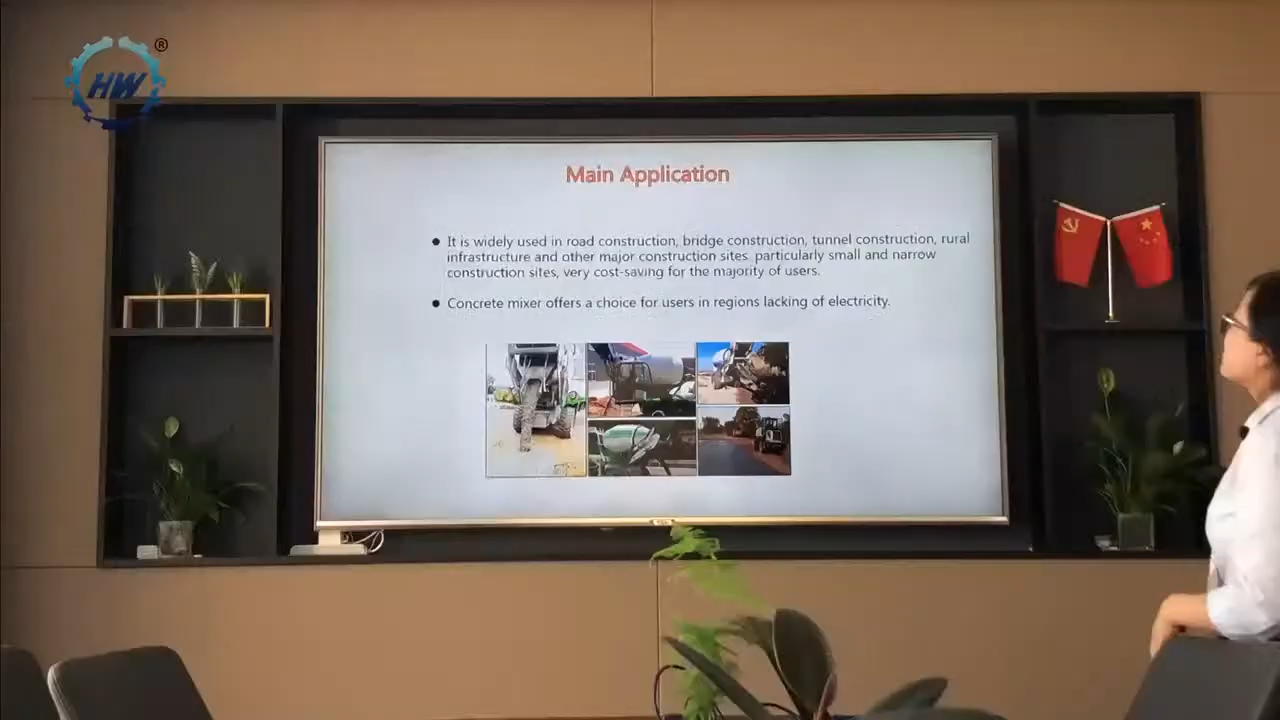 HW®
Main Application
● It is widely used in road construction, bridge construction, tunnel construction, rural
infrastructure and other major construction sites, particularly small and narrow
construction sites, very cost-saving for the majority of users.
● Concrete mixer offers a choice for users in regions lacking of electricity.